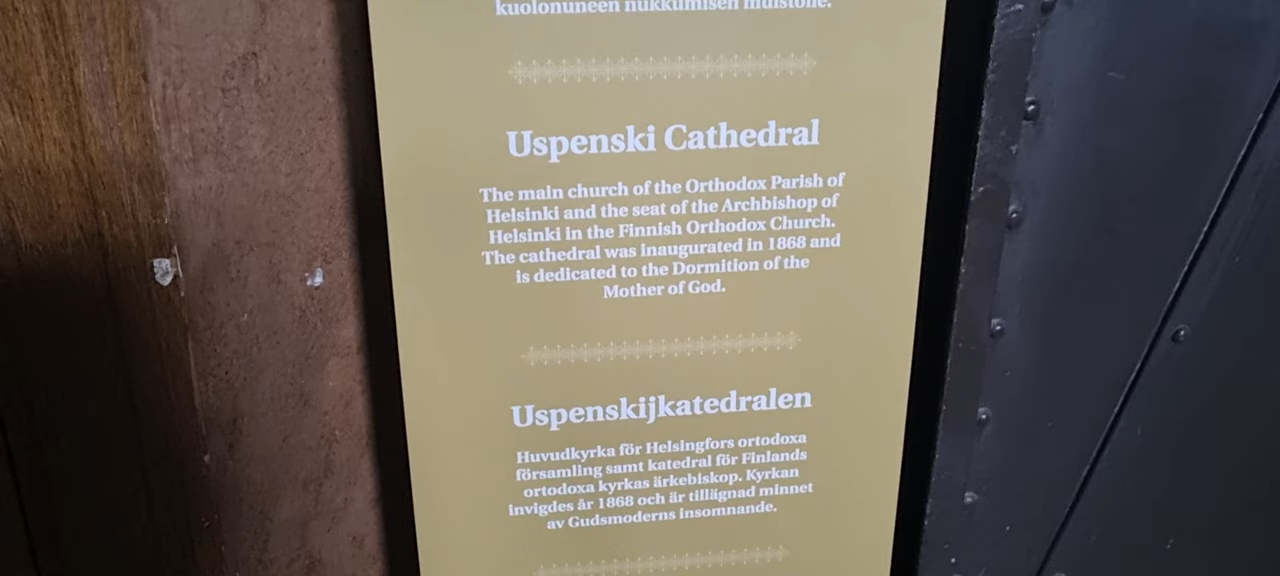 kuolonuneen nukkumisen muistolle.
Uspenski Cathedral
The main church of the Orthodox Parish of
Helsinki and the seat of the Archbishop of
Helsinki in the Finnish Orthodox Church.
The cathedral was inaugurated in 1868 and
is dedicated to the Dormition of the
Mother of God.
Uspenskijkatedralen
Huvudkyrka för Helsingfors ortodoxa
församling samt katedral för Finlands
ortodoxa kyrkas ärkebiskop. Kyrkan
invigdes år 1868 och är tillägnad minnet
av Gudsmoderns insomnande.